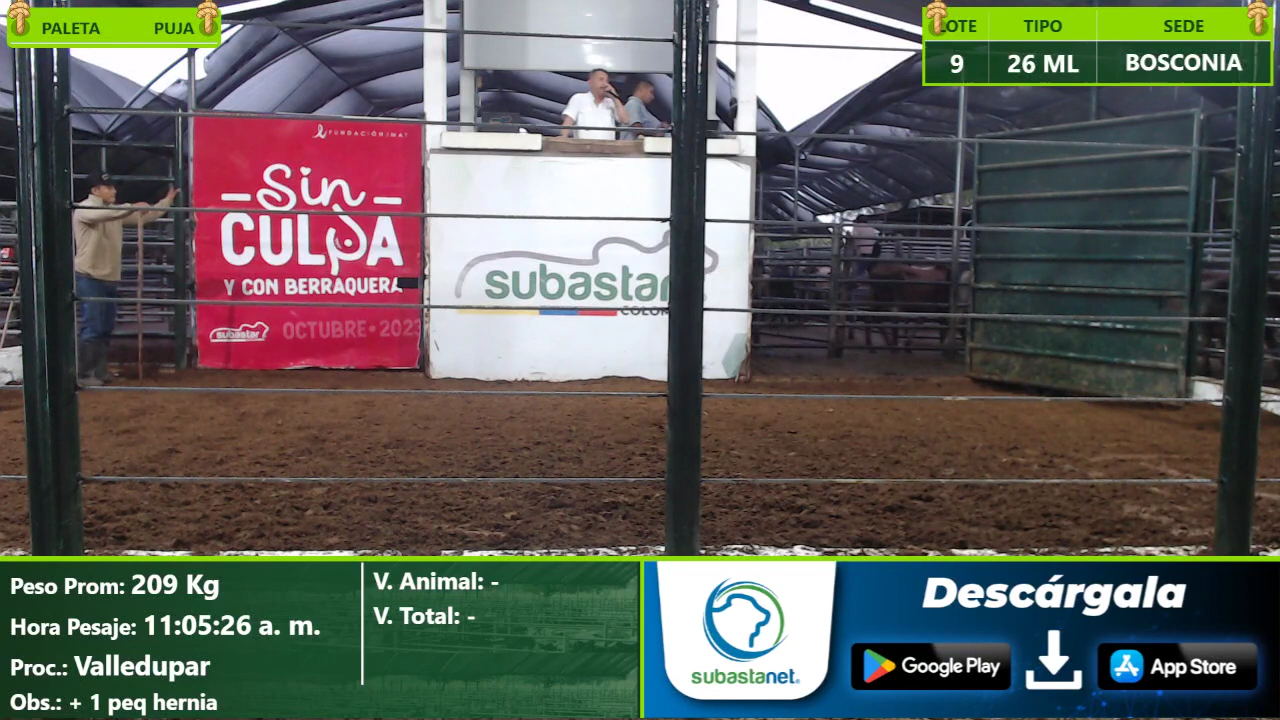 PALETA PUJA
LOTE TIPO SEDE
9 26 ML BOSCONIA
FUNDACIÓN
Sin
CULPA
Y CON BERRAQUERA
subastar
OCTUBRE • 2023
subastar
Peso Prom: 209 Kg
Hora Pesaje: 11:05:26 a. m.
Proc.: Valledupar
Obs.: + 1 peq hernia
V. Animal: -
V. Total: -
subastanet
Descárgala
Google Play
App Store